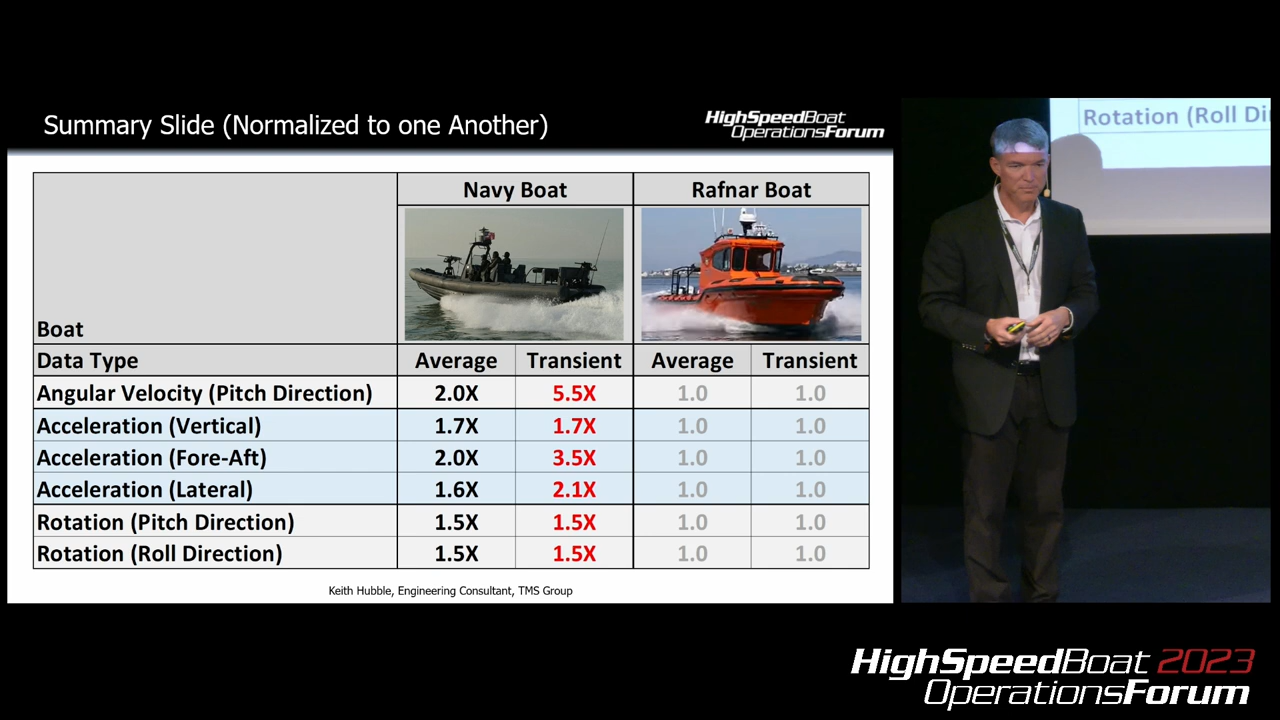 Summary Slide (Normalized to one Another)
HighSpeedBoat
OperationsForum
Navy Boat Rafnar Boat
Boat
Data Type Average Transient Average Transient
Angular Velocity (Pitch Direction) 2.0X 5.5X 1.0 1.0
Acceleration (Vertical) 1.7X 1.7X 1.0 1.0
Acceleration (Fore-Aft) 2.0X 3.5X 1.0 1.0
Acceleration (Lateral) 1.6X 2.1X 1.0 1.0
Rotation (Pitch Direction) 1.5X 1.5X 1.0 1.0
Rotation (Roll Direction) 1.5X 1.5X 1.0 1.0
Keith Hubble, Engineering Consultant, TMS Group
Rotation (Roll Di
HighSpeedBoat 2023
OperationsForum